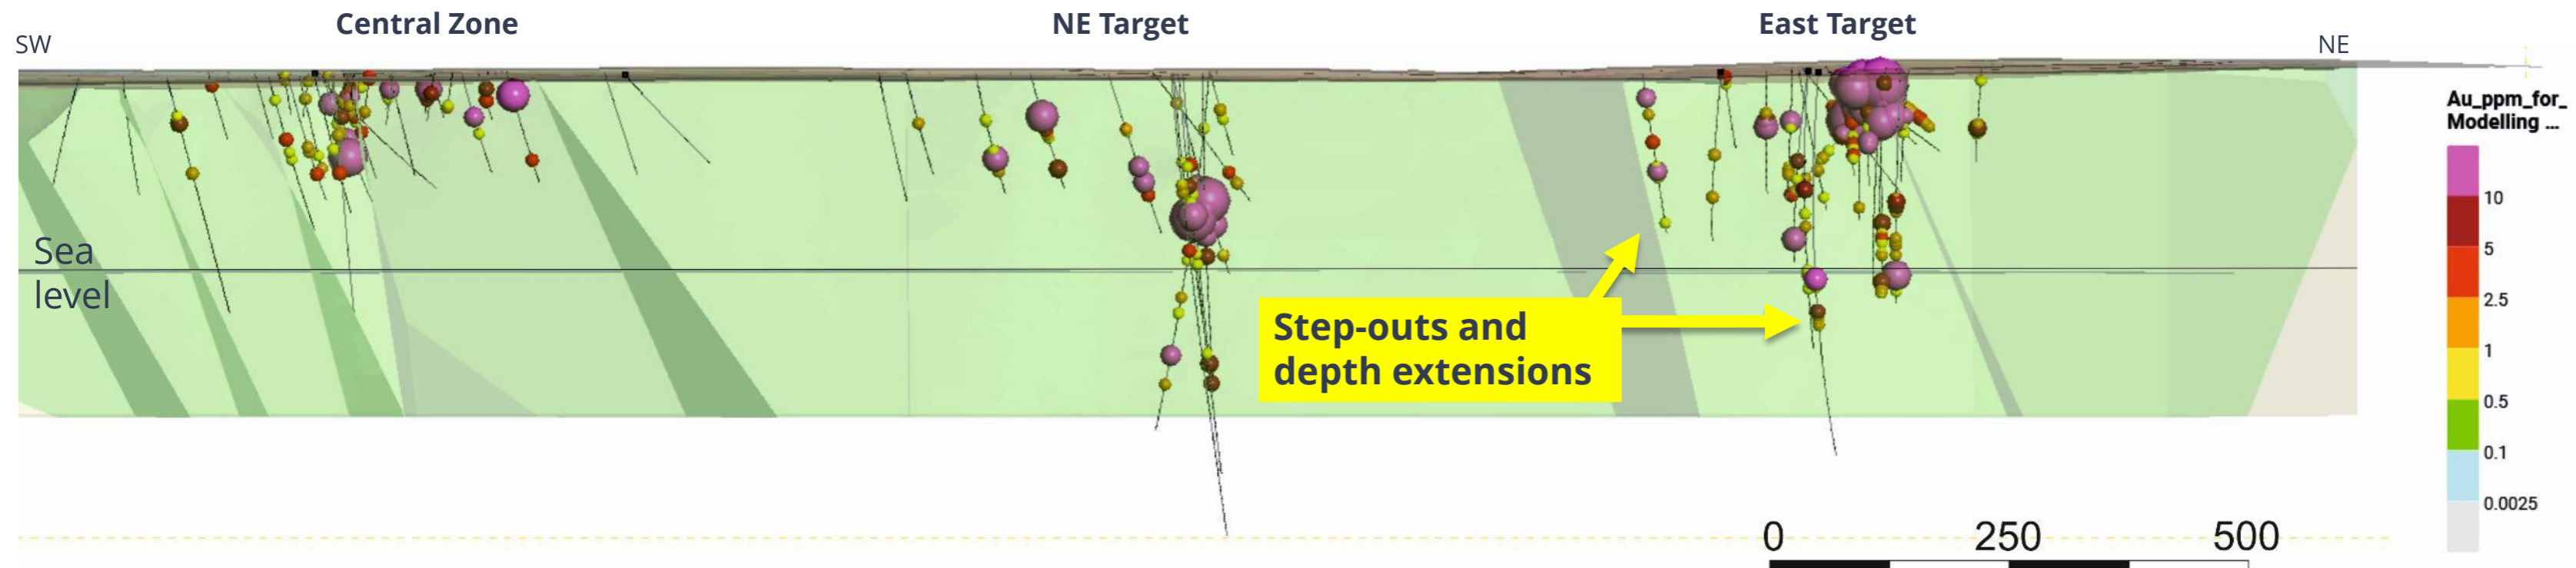 Central Zone
NE Target
East Target
SW
NE
Au_ppm_for_
Modelling ...
10
5
2.5
1
0.5
0.1
0.0025
Sea
level
Step-outs and
depth extensions
0 250 500